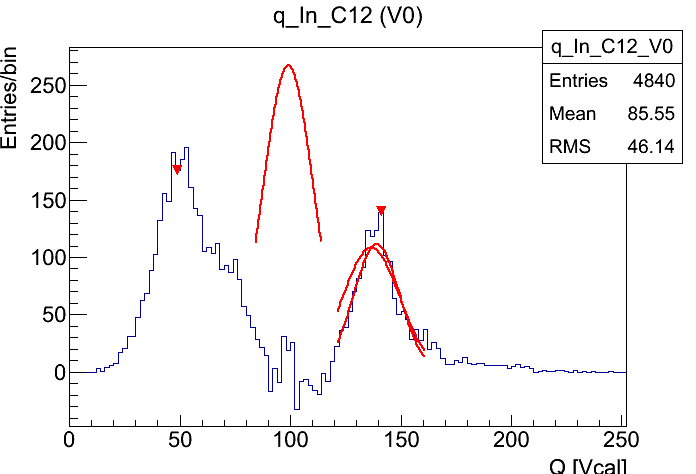 q_In_C12 (V0)
q_In_C12_V0
Entries 4840
Mean 85.55
RMS 46.14
Entries/bin
250
200
150
100
50
0
0 50 100 150 200 250
Q [Vcal]